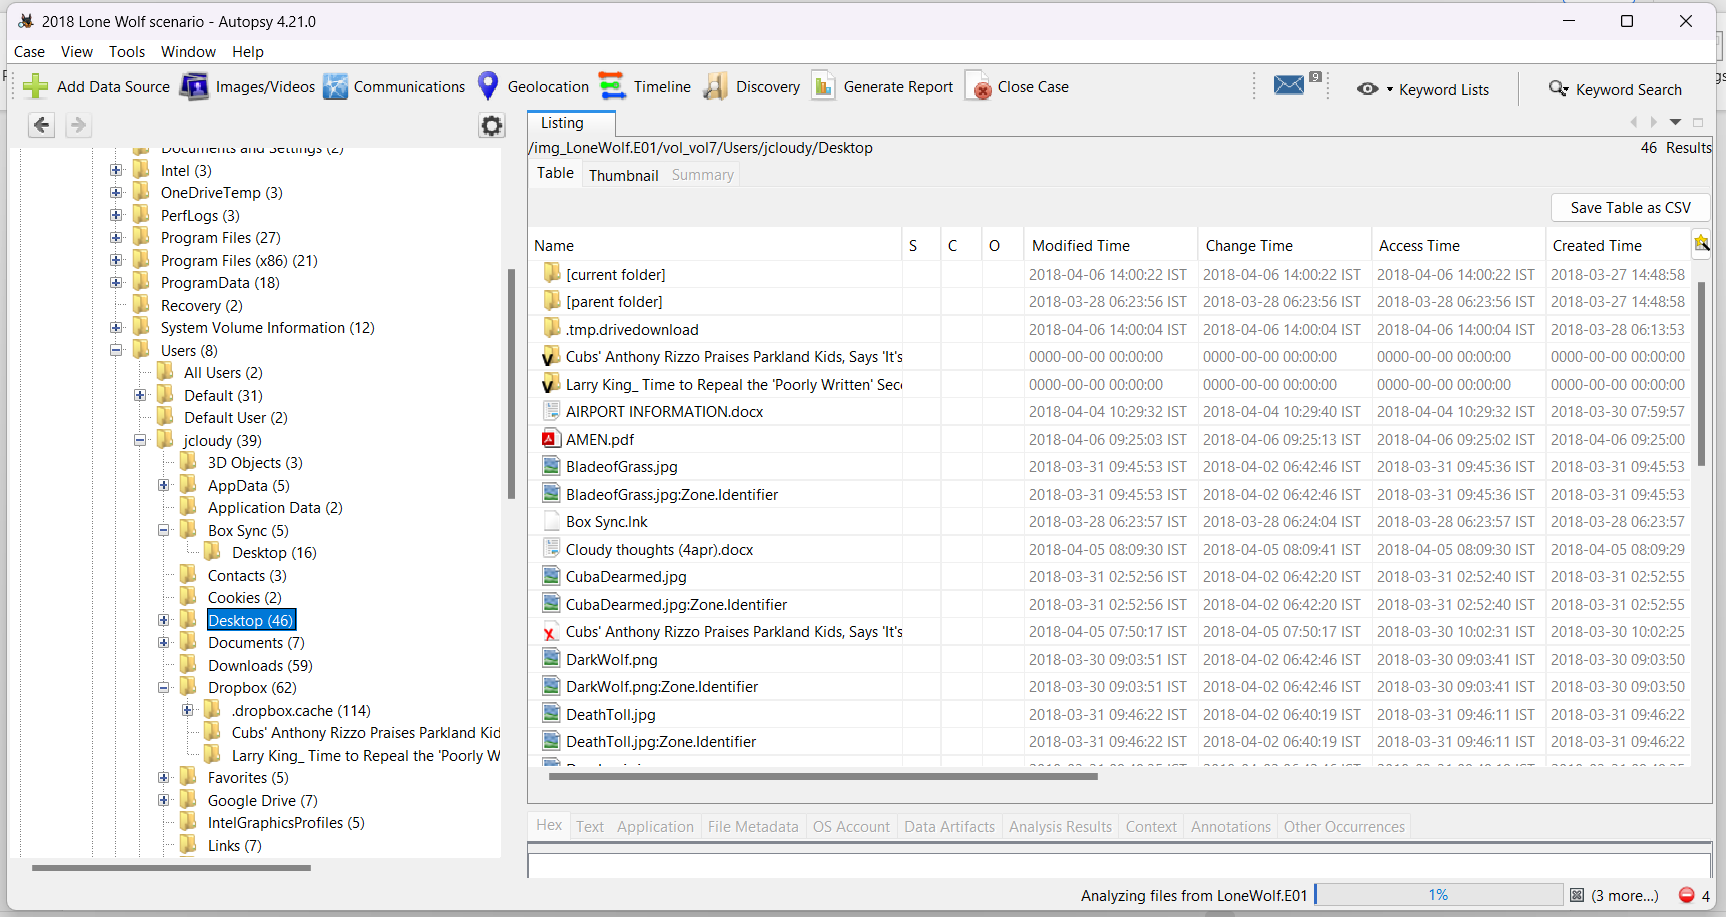 2018 Lone Wolf scenario - Autopsy 4.21.0
Case View Tools Window Help
Add Data Source Images/Videos Communications Geolocation Timeline Discovery Generate Report Close Case 9 Keyword Lists Keyword Search
Listing
/img_LoneWolf.E01/vol_vol7/Users/jcloudy/Desktop 46 Results
Table Thumbnail Summary
Save Table as CSV
Documents and Settings (2)
Intel (3)
OneDriveTemp (3)
PerfLogs (3)
Program Files (27)
Program Files (x86) (21)
ProgramData (18)
Recovery (2)
System Volume Information (12)
Users (8)
All Users (2)
Default (31)
Default User (2)
jcloudy (39)
3D Objects (3)
AppData (5)
Application Data (2)
Box Sync (5)
Desktop (16)
Contacts (3)
Cookies (2)
Desktop (46)
Documents (7)
Downloads (59)
Dropbox (62)
.dropbox.cache (114)
Cubs' Anthony Rizzo Praises Parkland Kid
Larry King_ Time to Repeal the 'Poorly W
Favorites (5)
Google Drive (7)
IntelGraphicsProfiles (5)
Links (7)
Name S C O Modified Time Change Time Access Time Created Time
[current folder] 2018-04-06 14:00:22 IST 2018-04-06 14:00:22 IST 2018-04-06 14:00:22 IST 2018-03-27 14:48:58
[parent folder] 2018-03-28 06:23:56 IST 2018-03-28 06:23:56 IST 2018-03-28 06:23:56 IST 2018-03-27 14:48:58
.tmp.drivedownload 2018-04-06 14:00:04 IST 2018-04-06 14:00:04 IST 2018-04-06 14:00:04 IST 2018-03-28 06:13:53
Cubs' Anthony Rizzo Praises Parkland Kids, Says 'It's 0000-00-00 00:00:00 0000-00-00 00:00:00 0000-00-00 00:00:00 0000-00-00 00:00:00
Larry King_ Time to Repeal the 'Poorly Written' Sec 0000-00-00 00:00:00 0000-00-00 00:00:00 0000-00-00 00:00:00 0000-00-00 00:00:00
AIRPORT INFORMATION.docx 2018-04-04 10:29:32 IST 2018-04-04 10:29:40 IST 2018-04-04 10:29:32 IST 2018-03-30 07:59:57
AMEN.pdf 2018-04-06 09:25:03 IST 2018-04-06 09:25:13 IST 2018-04-06 09:25:02 IST 2018-04-06 09:25:00
BladeofGrass.jpg 2018-03-31 09:45:53 IST 2018-04-02 06:42:46 IST 2018-03-31 09:45:36 IST 2018-03-31 09:45:53
BladeofGrass.jpg:Zone.Identifier 2018-03-31 09:45:53 IST 2018-04-02 06:42:46 IST 2018-03-31 09:45:36 IST 2018-03-31 09:45:53
Box Sync.lnk 2018-03-28 06:23:57 IST 2018-03-28 06:24:04 IST 2018-03-28 06:23:57 IST 2018-03-28 06:23:57
Cloudy thoughts (4apr).docx 2018-04-05 08:09:30 IST 2018-04-05 08:09:41 IST 2018-04-05 08:09:30 IST 2018-04-05 08:09:29
CubaDearmed.jpg 2018-03-31 02:52:56 IST 2018-04-02 06:42:20 IST 2018-03-31 02:52:40 IST 2018-03-31 02:52:55
CubaDearmed.jpg:Zone.Identifier 2018-03-31 02:52:56 IST 2018-04-02 06:42:20 IST 2018-03-31 02:52:40 IST 2018-03-31 02:52:55
Cubs' Anthony Rizzo Praises Parkland Kids, Says 'It's 2018-04-05 07:50:17 IST 2018-04-05 07:50:17 IST 2018-03-30 10:02:31 IST 2018-03-30 10:02:25
DarkWolf.png 2018-03-30 09:03:51 IST 2018-04-02 06:42:46 IST 2018-03-30 09:03:41 IST 2018-03-30 09:03:50
DarkWolf.png:Zone.Identifier 2018-03-30 09:03:51 IST 2018-04-02 06:42:46 IST 2018-03-30 09:03:41 IST 2018-03-30 09:03:50
DeathToll.jpg 2018-03-31 09:46:22 IST 2018-04-02 06:40:19 IST 2018-03-31 09:46:11 IST 2018-03-31 09:46:22
DeathToll.jpg:Zone.Identifier 2018-03-31 09:46:22 IST 2018-04-02 06:40:19 IST 2018-03-31 09:46:11 IST 2018-03-31 09:46:22
Hex Text Application File Metadata OS Account Data Artifacts Analysis Results Context Annotations Other Occurrences
Analyzing files from LoneWolf.E01 1% (3 more...) 4